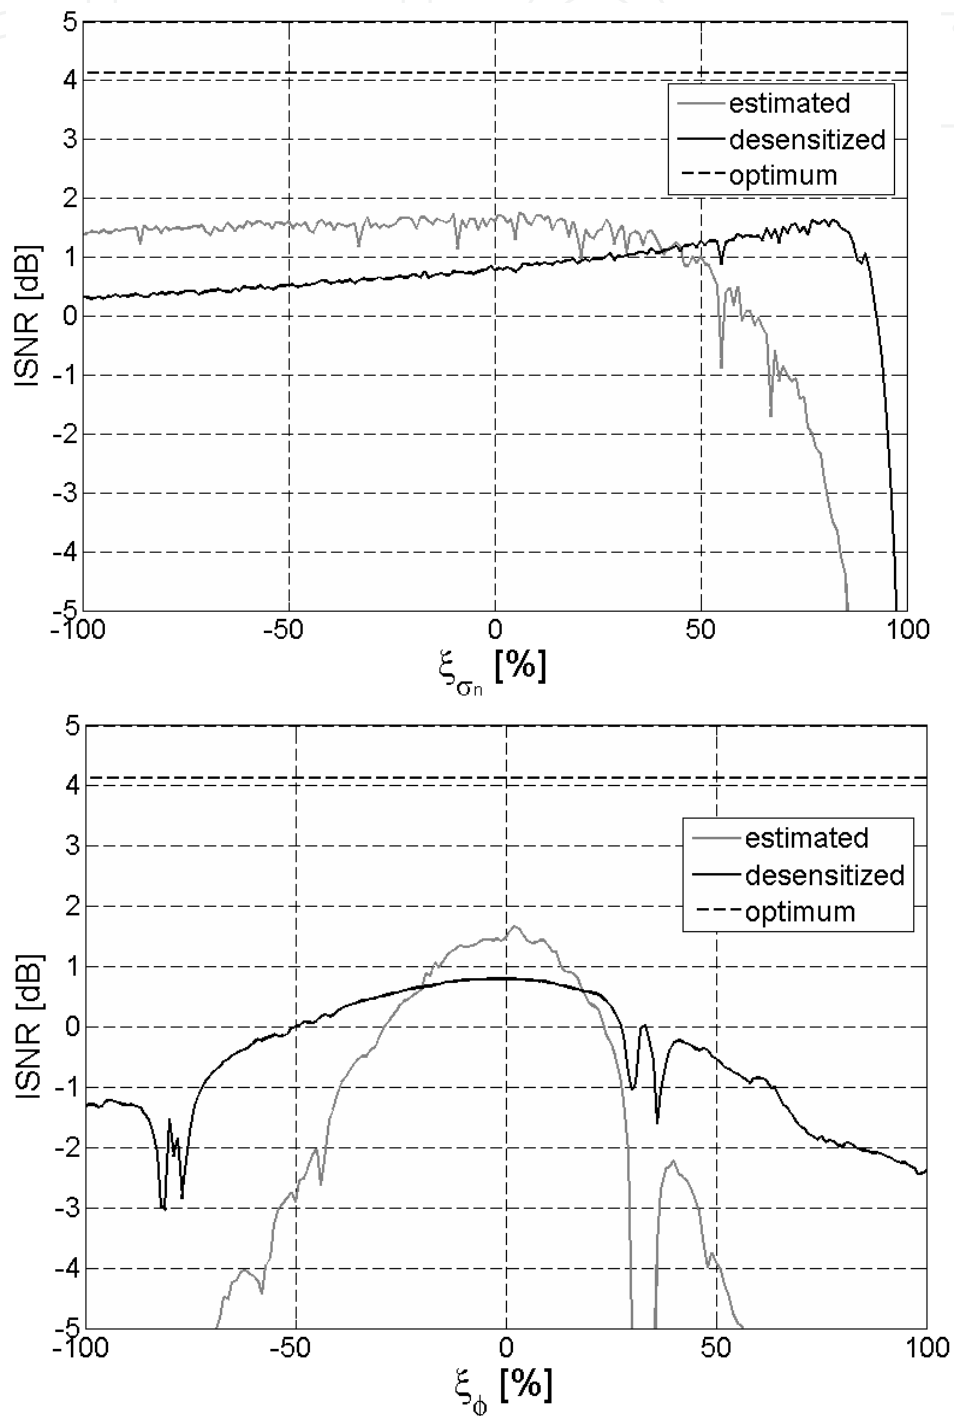 5
4
3
2
1
0
-1
-2
-3
-4
-5
ISNR [dB]
estimated
desensitized
optimum
-100 -50 0 50 100
ξσn [%]
5
4
3
2
1
0
-1
-2
-3
-4
-5
ISNR [dB]
estimated
desensitized
optimum
-100 -50 0 50 100
ξϕ [%]